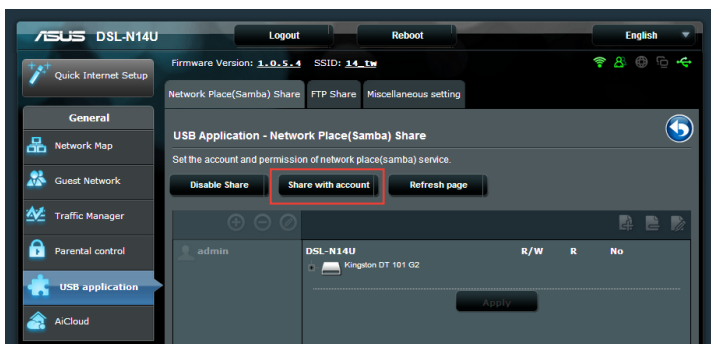 ASUS DSL-N14U Logout Reboot English
Firmware Version: 1.0.5.4 SSID: 14_tw
Quick Internet Setup
Network Place(Samba) Share FTP Share Miscellaneous setting
General
USB Application - Network Place(Samba) Share
Network Map
Set the account and permission of network place(samba) service.
Guest Network
Disable Share Share with account Refresh page
Traffic Manager
Parental control
admin DSL-N14U R/W R No
Kingston DT 101 G2
USB application
Apply
AiCloud